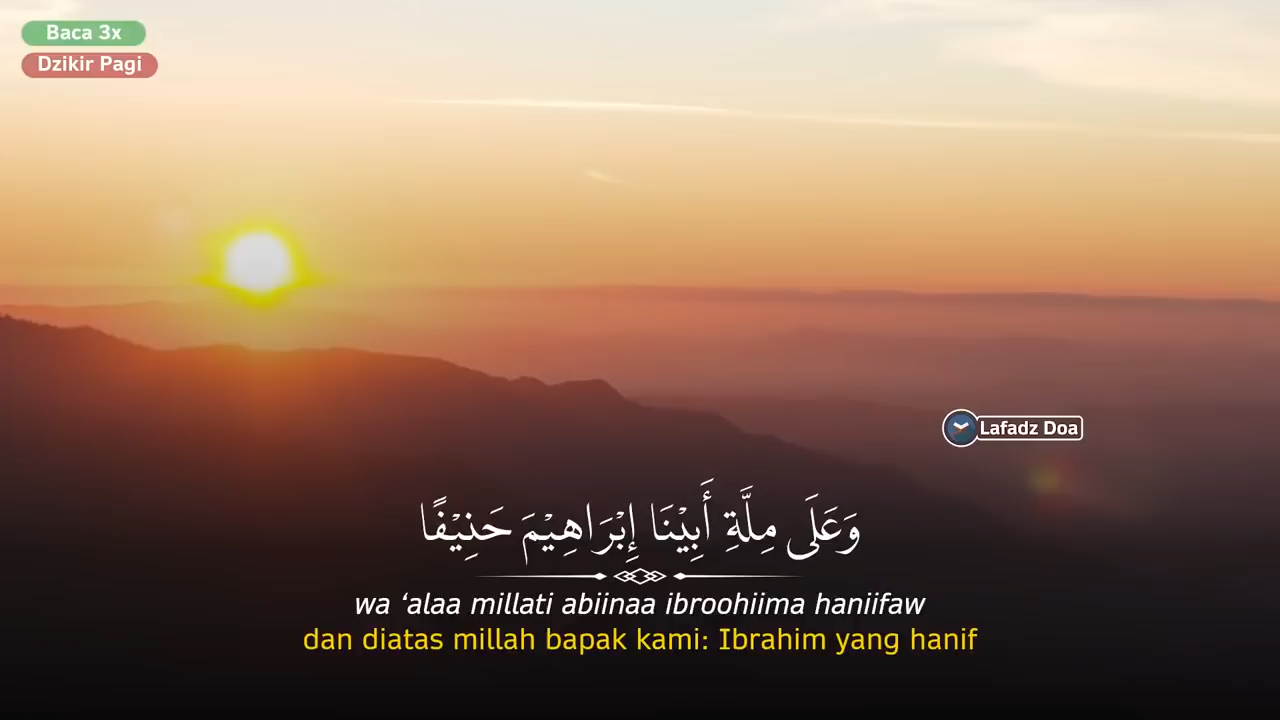 Baca 3x
Dzikir Pagi
Lafadz Doa
وَعَلَى مِلَّةِ أَبِيْنَا إِبْرَاهِيْمَ حَنِيْفًا
wa ‘alaa millati abiinaa ibroohiima haniifaw
dan diatas millah bapak kami: Ibrahim yang hanif